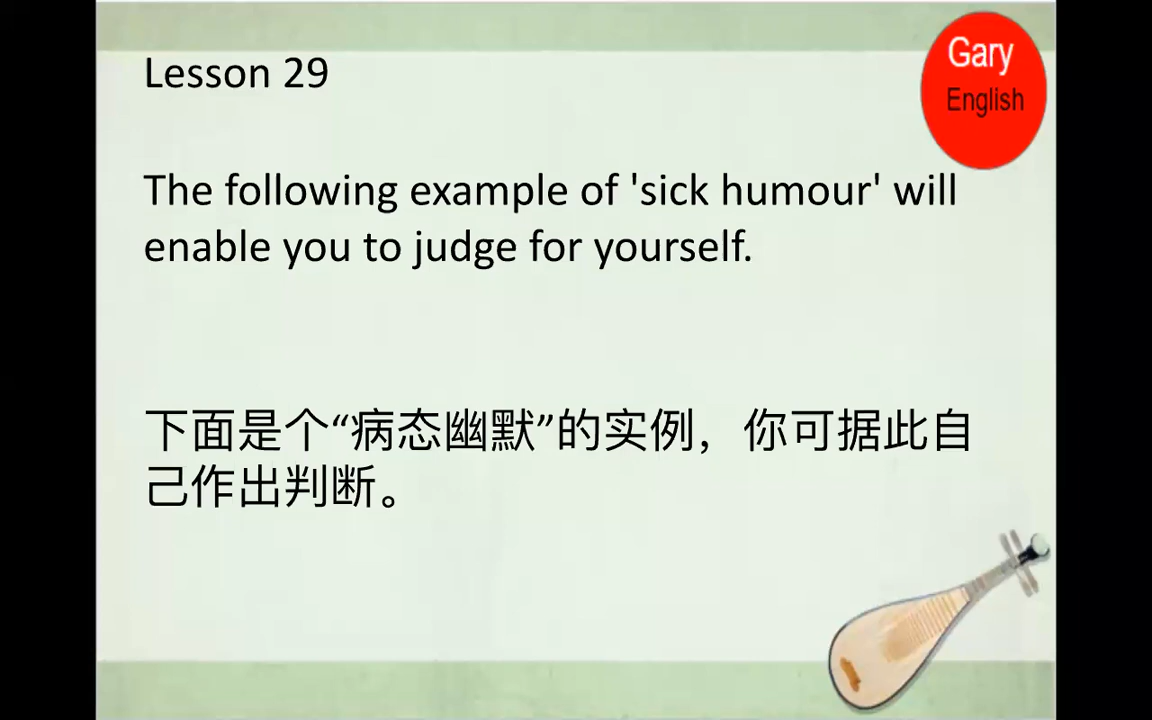 Lesson 29
Gary
English
The following example of 'sick humour' will
enable you to judge for yourself.
下面是个“病态幽默”的实例，你可据此自
己作出判断。